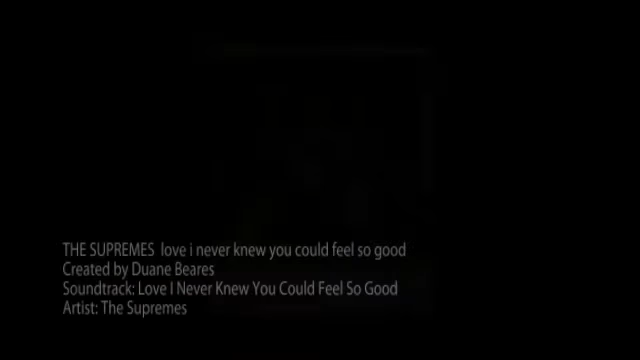 THE SUPREMES love i never knew you could feel so good
Created by Duane Beares
Soundtrack: Love I Never Knew You Could Feel So Good
Artist: The Supremes